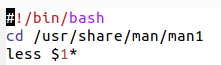 #!/bin/bash
cd /usr/share/man/man1
less $1*